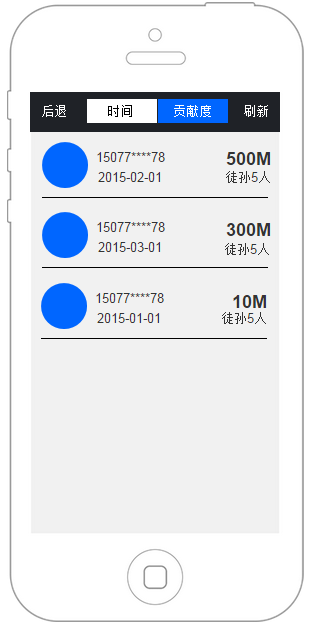 后退 时间 贡献度 刷新
15077****78 500M
2015-02-01 徒孙5人
15077****78 300M
2015-03-01 徒孙5人
15077****78 10M
2015-01-01 徒孙5人